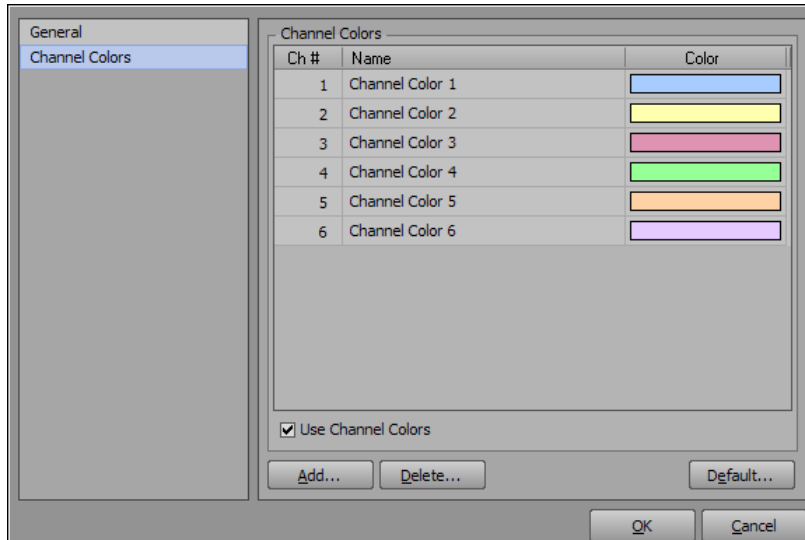 General
Channel Colors
Channel Colors
Ch # Name Color
1 Channel Color 1
2 Channel Color 2
3 Channel Color 3
4 Channel Color 4
5 Channel Color 5
6 Channel Color 6
Use Channel Colors
Add... Delete... Default...
OK Cancel